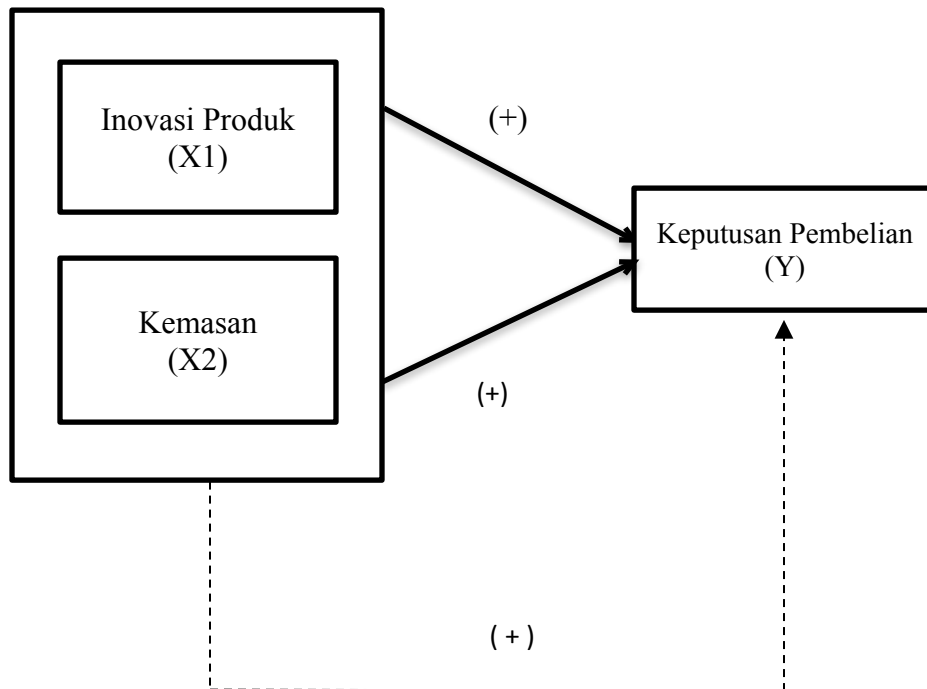 Inovasi Produk
(X1)
(+)
Keputusan Pembelian
(Y)
Kemasan
(X2)
(+)
( + )